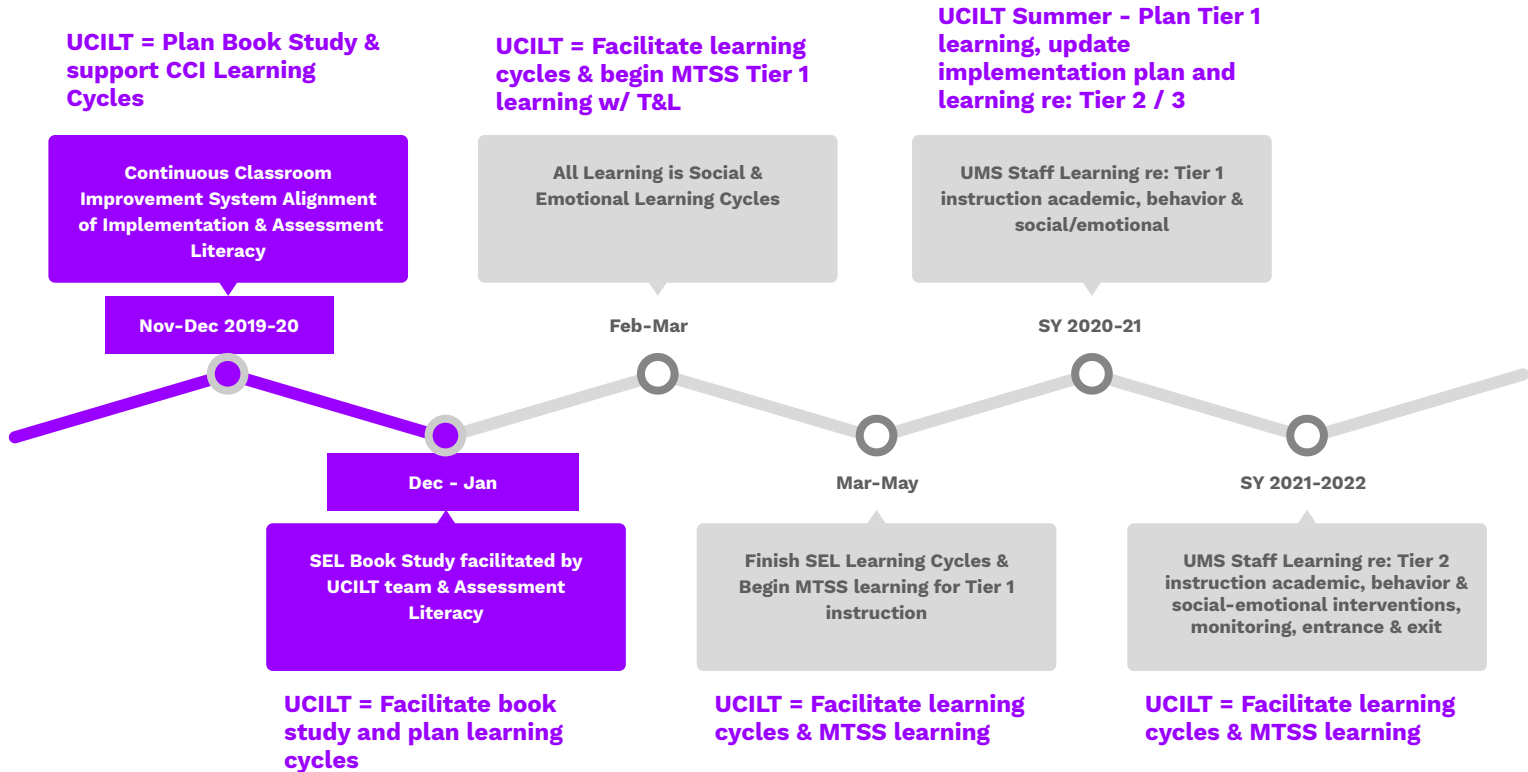 UCILT = Plan Book Study &
support CCI Learning
Cycles
Continuous Classroom
Improvement System Alignment
of Implementation & Assessment
Literacy
Nov-Dec 2019-20
Dec - Jan
SEL Book Study facilitated by
UCILT team & Assessment
Literacy
UCILT = Facilitate book
study and plan learning
cycles
UCILT = Facilitate learning
cycles & begin MTSS Tier 1
learning w/ T&L
All Learning is Social &
Emotional Learning Cycles
Feb-Mar
Mar-May
Finish SEL Learning Cycles &
Begin MTSS learning for Tier 1
instruction
UCILT = Facilitate learning
cycles & MTSS learning
UCILT Summer - Plan Tier 1
learning, update
implementation plan and
learning re: Tier 2 / 3
UMS Staff Learning re: Tier 1
instruction academic, behavior &
social/emotional
SY 2020-21
SY 2021-2022
UMS Staff Learning re: Tier 2
instruction academic, behavior &
social-emotional interventions,
monitoring, entrance & exit
UCILT = Facilitate learning
cycles & MTSS learning